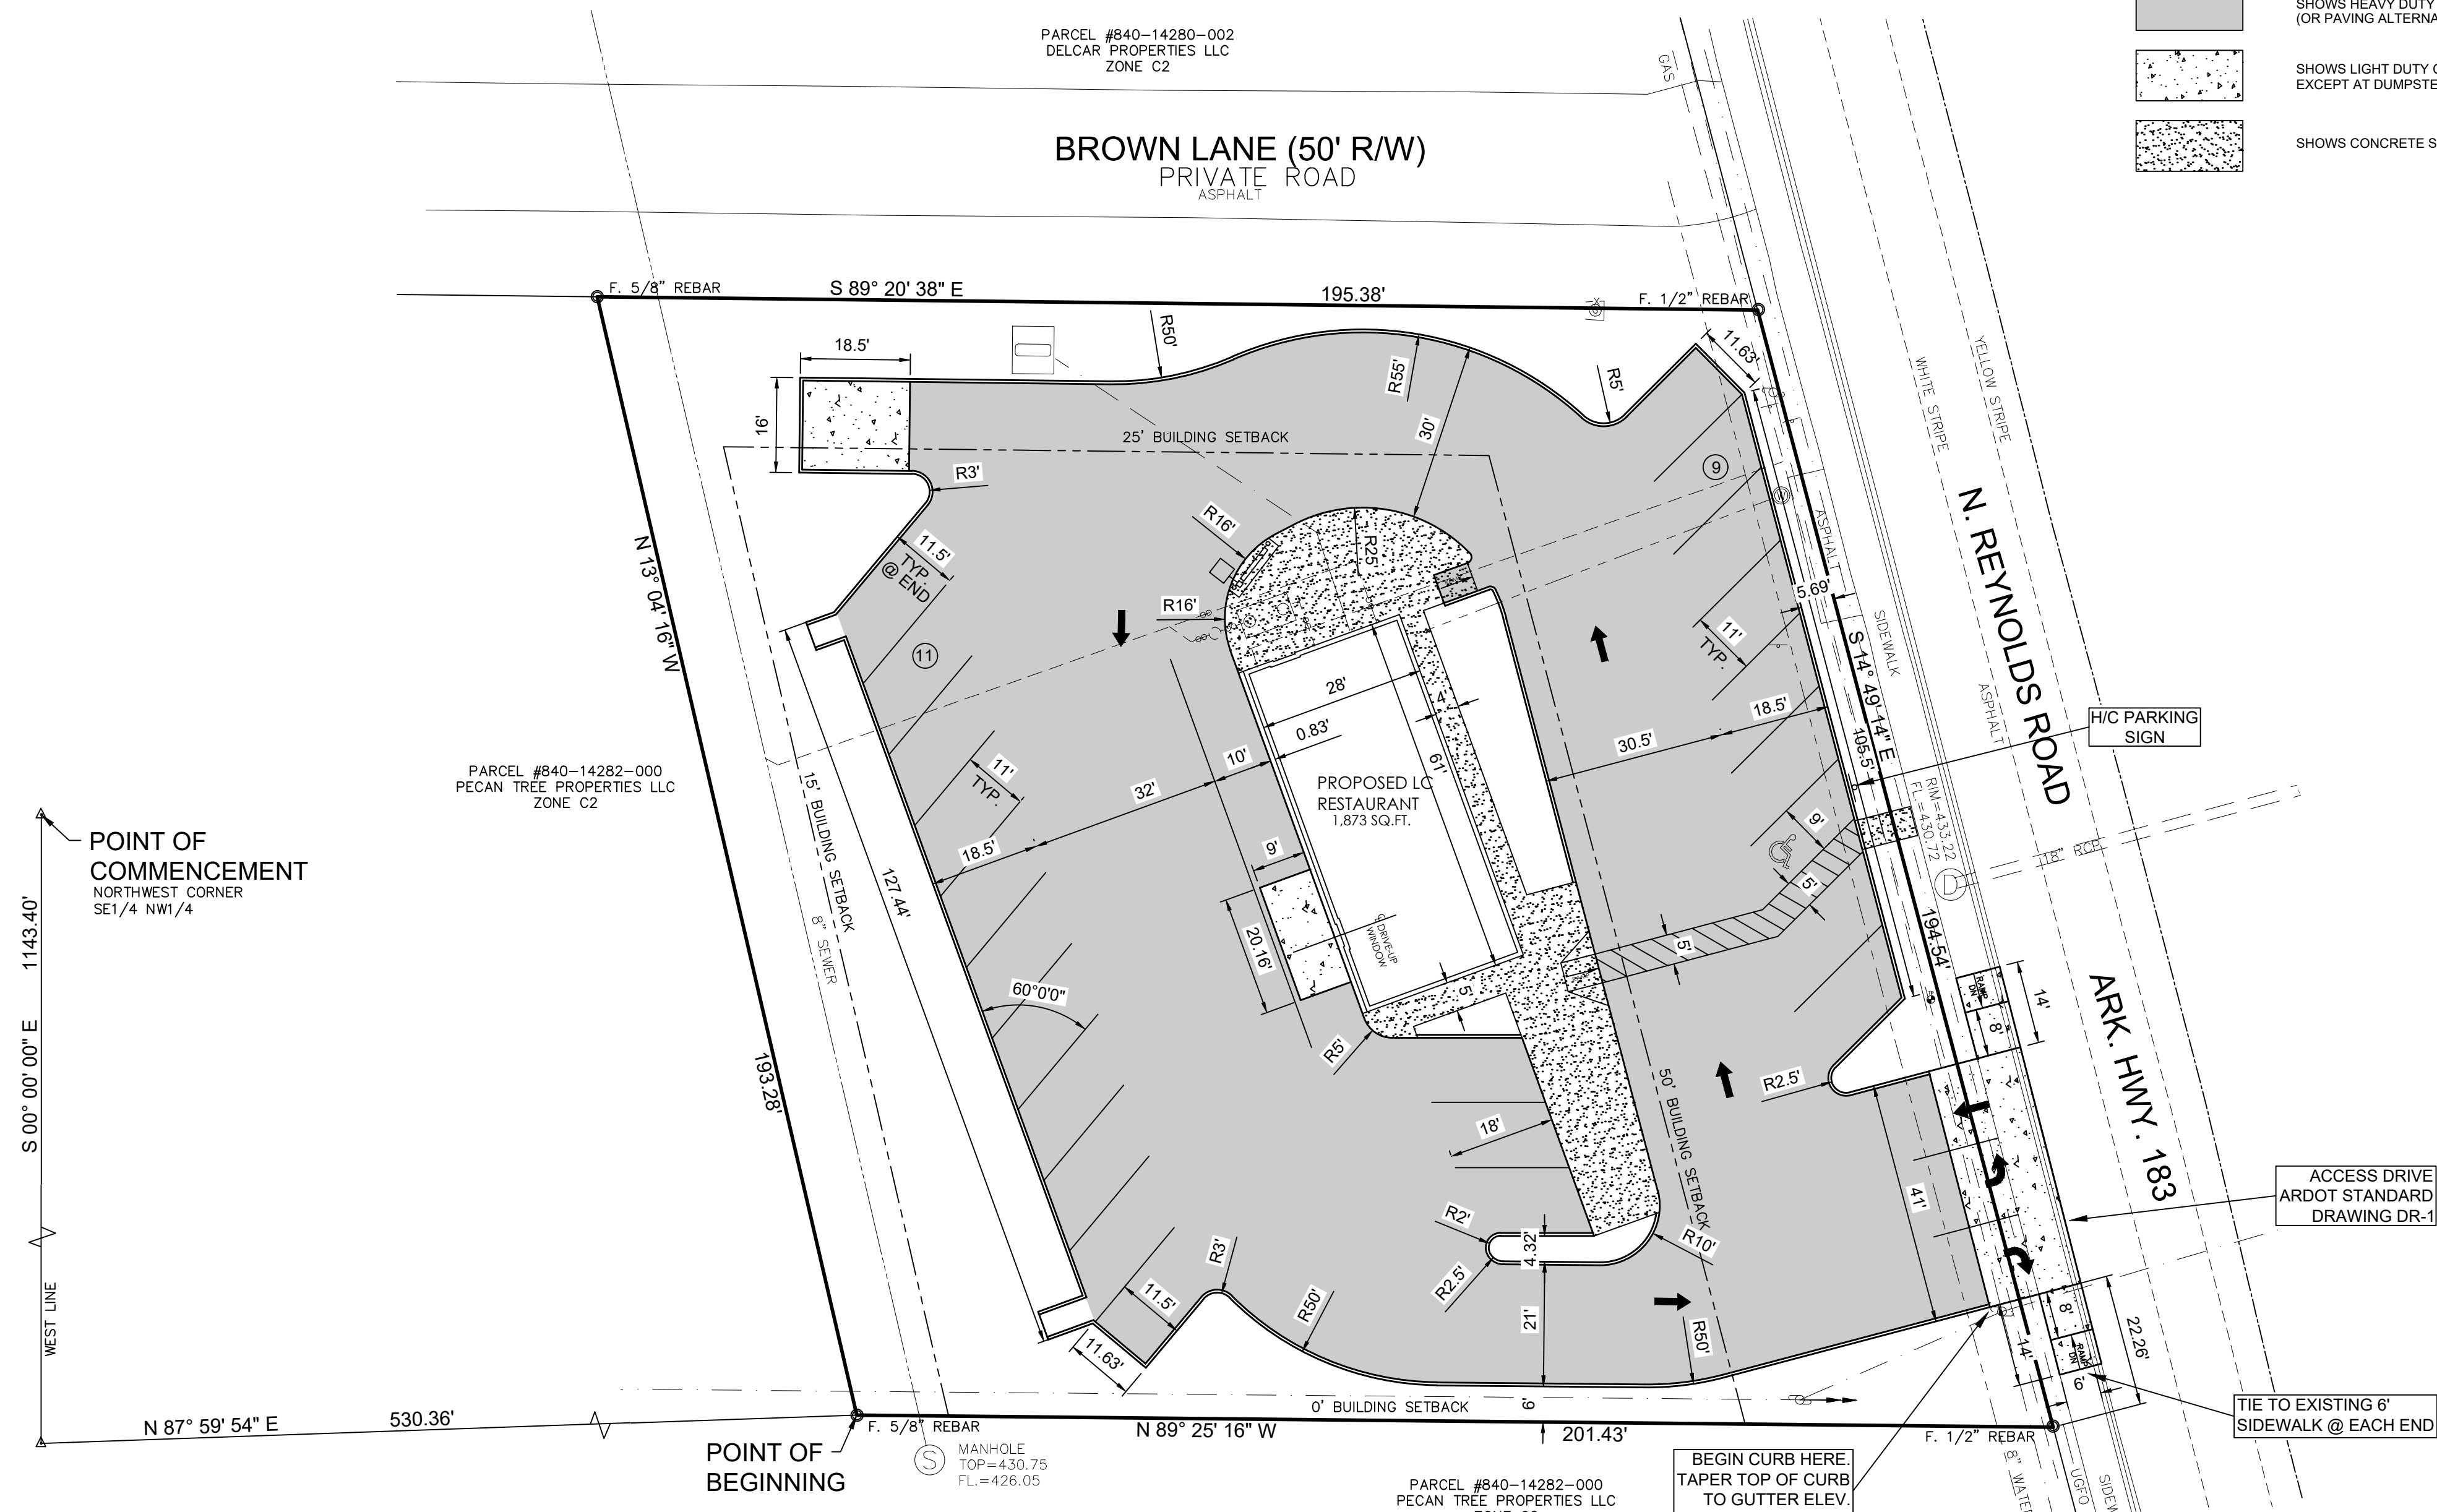 SHOWS HEAVY DUTY
(OR PAVING ALTERNA
SHOWS LIGHT DUTY
EXCEPT AT DUMPSTE
SHOWS CONCRETE S
PARCEL #840-14280-002
DELCAR PROPERTIES LLC
ZONE C2
GAS
BROWN LANE (50' R/W)
PRIVATE ROAD
ASPHALT
F. 5/8" REBAR
S 89° 20' 38" E
195.38'
F. 1/2" REBAR
WHITE STRIPE
YELLOW STRIPE
18.5'
16'
R50'
R55'
30'
R5'
11.63'
25' BUILDING SETBACK
9
R3'
11.5'
TYP.
@ END
R16'
R25'
R16'
N 13° 04' 16" W
11
ASPHALT
SIDEWALK
5.69'
11'
TYP.
S 14° 49' 14" E
105.5'
18.5'
30.5'
N. REYNOLDS ROAD
ASPHALT
H/C PARKING
SIGN
28'
4'
0.83'
61'
10'
32'
18.5'
11'
TYP.
PROPOSED LC
RESTAURANT
1,873 SQ.FT.
PARCEL #840-14282-000
PECAN TREE PROPERTIES LLC
ZONE C2
15' BUILDING SETBACK
127.44'
8" SEWER
9'
20.16'
DRIVE-UP
WINDOW
5'
9'
5'
5'
RIM=433.22
FL.=430.72
D
18" RCP
194.54'
POINT OF
COMMENCEMENT
NORTHWEST CORNER
SE1/4 NW1/4
S 00° 00' 00" E
1143.40'
WEST LINE
60°0'0"
193.28'
R5'
18'
50' BUILDING SETBACK
R2.5'
RAMP
DN
14'
8'
ARK. HWY. 183
41'
ACCESS DRIVE
ARDOT STANDARD
DRAWING DR-1
R2'
4.32'
R2.5'
R10'
21'
R50'
R3'
R50'
11.5'
11.63'
8'
RAMP
DN
22.26'
14'
6'
TIE TO EXISTING 6'
SIDEWALK @ EACH END
0' BUILDING SETBACK
6'
N 87° 59' 54" E
530.36'
F. 5/8" REBAR
N 89° 25' 16" W
201.43'
F. 1/2" REBAR
POINT OF
BEGINNING
S
MANHOLE
TOP=430.75
FL.=426.05
PARCEL #840-14282-000
PECAN TREE PROPERTIES LLC
BEGIN CURB HERE.
TAPER TOP OF CURB
TO GUTTER ELEV.
8" WATER
UGFO
SIDEW